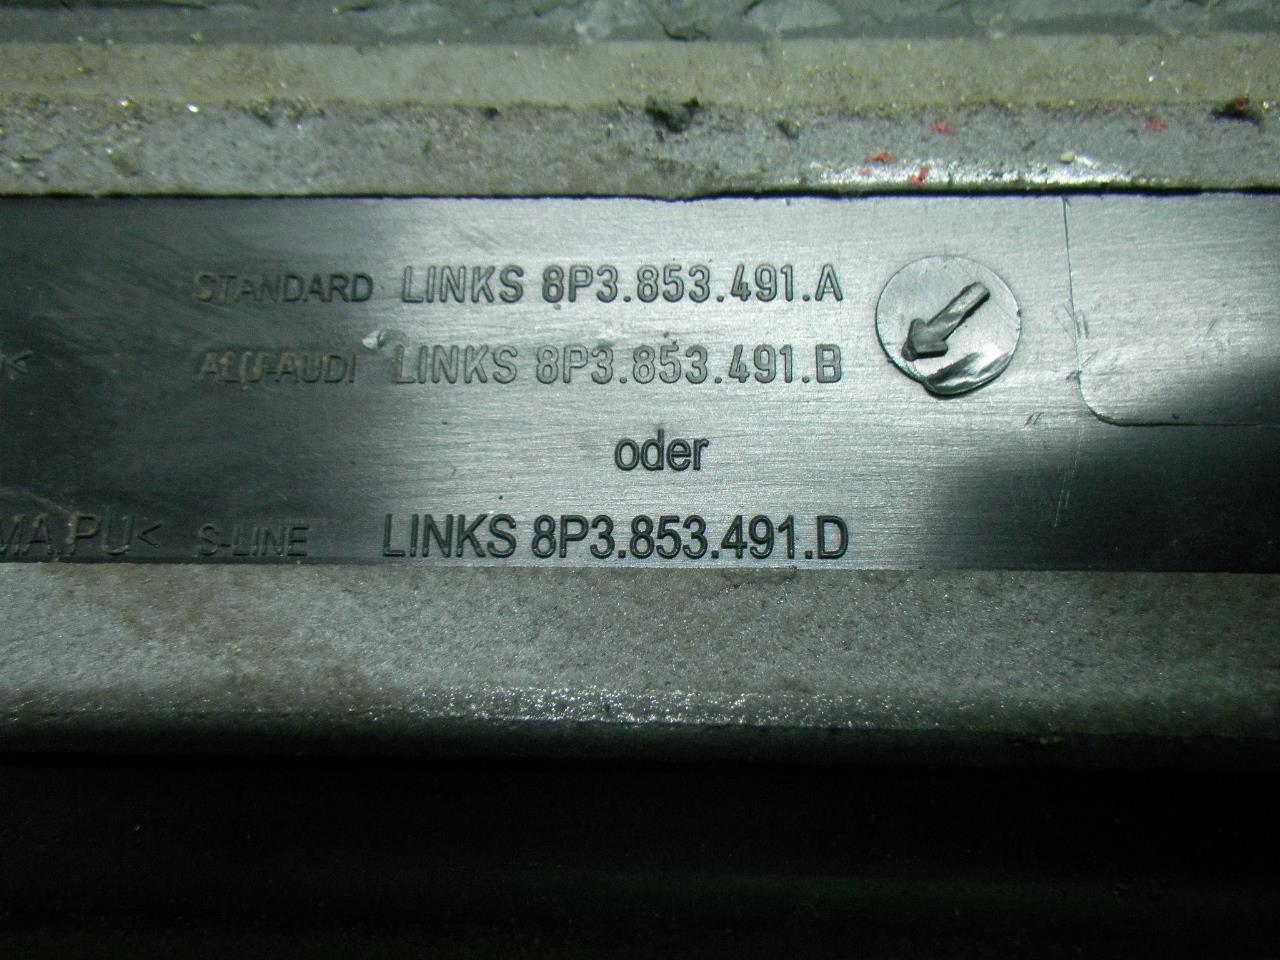 STANDARD LINKS 8P3.853.491.A
ALU-AUDI LINKS 8P3.853.491.B
oder
MA.PU< S-LINE LINKS 8P3.853.491.D